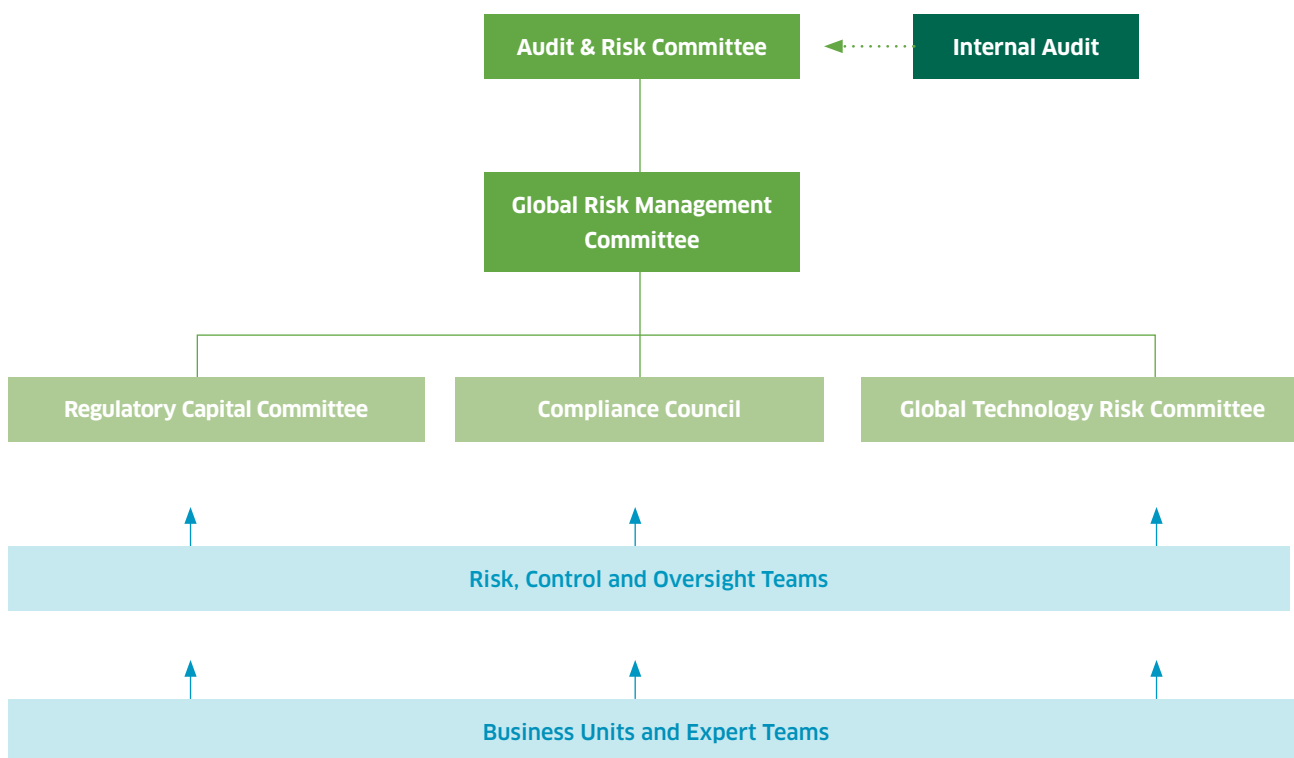 Audit & Risk Committee
Internal Audit
Global Risk Management
Committee
Regulatory Capital Committee
Compliance Council
Global Technology Risk Committee
Risk, Control and Oversight Teams
Business Units and Expert Teams